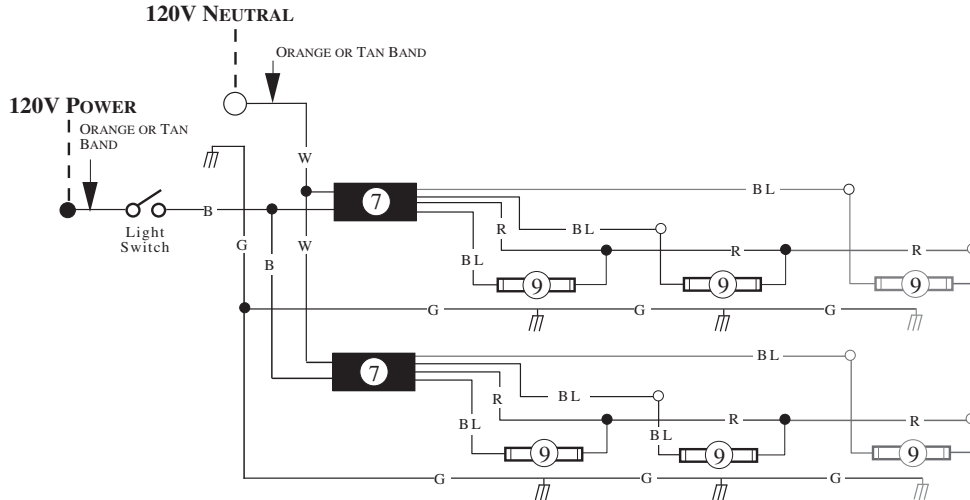 120V NEUTRAL
ORANGE OR TAN BAND
120V POWER
ORANGE OR TAN
BAND
W
BL
7
B
R
BL
R
R
Light
Switch
G
W
BL
B
9
9
9
G
G
G
BL
7
R
BL
R
R
BL
BL
9
9
9
G
G
G